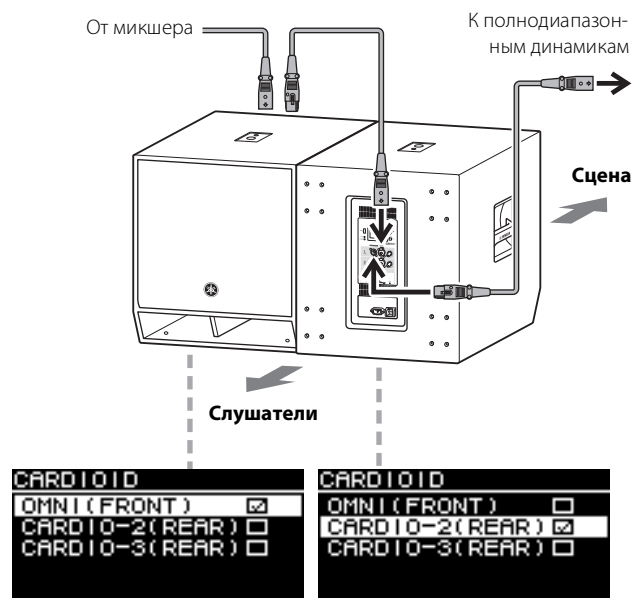 От микшера
К полнодиапазон-
ным динамикам
Сцена
Слушатели
CARDIOID
OMNI(FRONT)
CARDIO-2(REAR)
CARDIO-3(REAR)
CARDIOID
OMNI(FRONT)
CARDIO-2(REAR)
CARDIO-3(REAR)